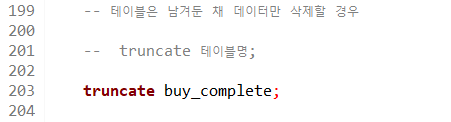 199 -- 테이블은 남겨둔 채 데이터만 삭제할 경우
200
201 -- truncate 테이블명;
202
203 truncate buy_complete;
204